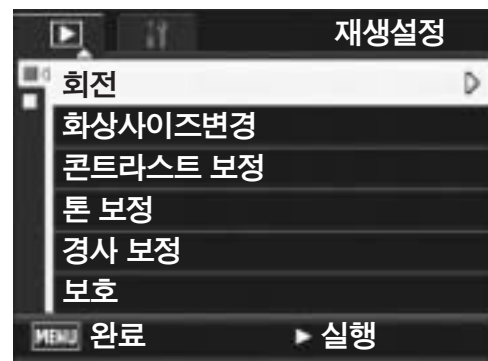 재생설정
회전
화상사이즈변경
콘트라스트 보정
톤 보정
경사 보정
보호
MENU 완료 ► 실행